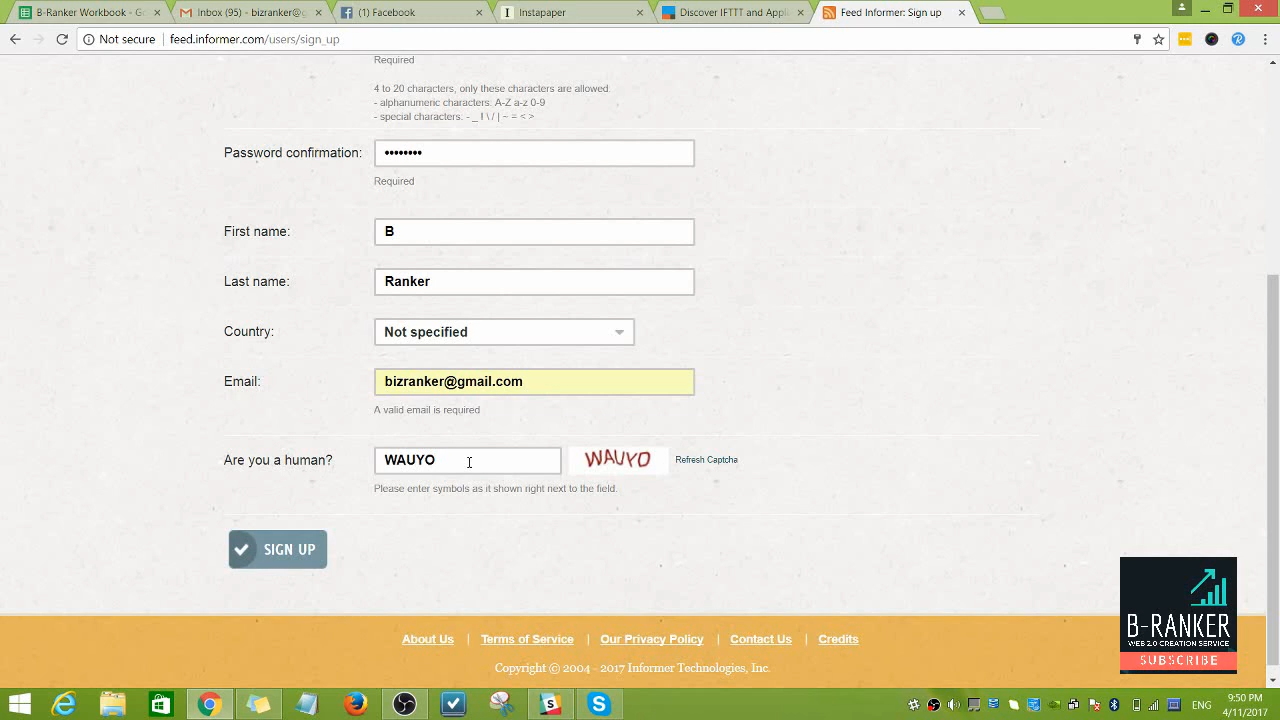 B-Ranker Workbook - Go
Inbox (95) - bizranker@g
(1) Facebook
Instapaper
Discover IFTTT and Appl
Feed Informer: Sign up
Not secure | feed.informer.com/users/sign_up
Required
4 to 20 characters, only these characters are allowed:
- alphanumeric characters: A-Z a-z 0-9
- special characters: - _ ! \ / | ~ = < >
Password confirmation: ••••••••
Required
First name: B
Last name: Ranker
Country: Not specified
Email: bizranker@gmail.com
A valid email is required
Are you a human? WAUYO WAUYO Refresh Captcha
Please enter symbols as it shown right next to the field.
SIGN UP
B-RANKER
WEB 2.0 CREATION SERVICE
SUBSCRIBE
About Us | Terms of Service | Our Privacy Policy | Contact Us | Credits
Copyright © 2004 - 2017 Informer Technologies, Inc.
ENG
9:50 PM
4/11/2017